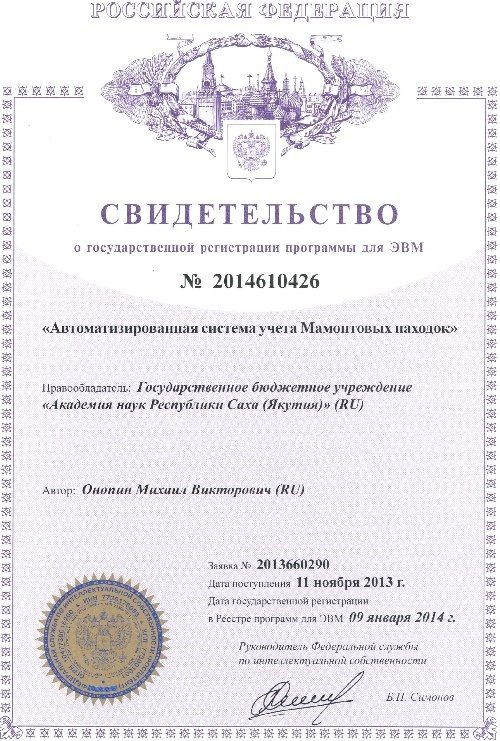 РОССИЙСКАЯ ФЕДЕРАЦИЯ
СВИДЕТЕЛЬСТВО
о государственной регистрации программы для ЭВМ
№ 2014610426
«Автоматизированная система учета Мамонтовых находок»
Правообладатель: Государственное бюджетное учреждение
«Академия наук Республики Саха (Якутия)» (RU)
Автор: Онопин Михаил Викторович (RU)
Заявка № 2013660290
Дата поступления 11 ноября 2013 г.
Дата государственной регистрации
в Реестре программ для ЭВМ 09 января 2014 г.
Руководитель Федеральной службы
по интеллектуальной собственности
Б.П. Симонов